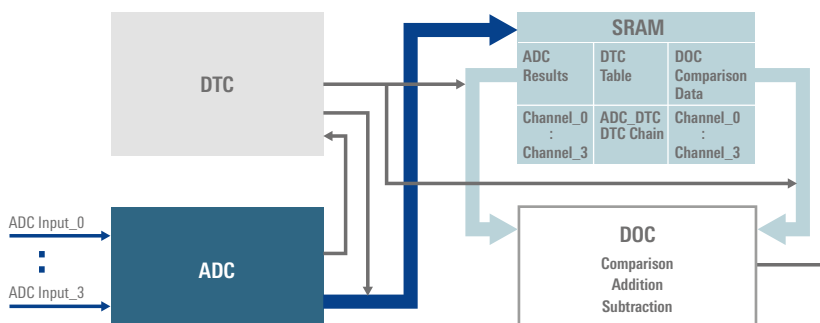 DTC
SRAM
ADC
Results
DTC
Table
DOC
Comparison
Data
Channel_0
:
Channel_3
ADC_DTC
DTC Chain
Channel_0
:
Channel_3
ADC Input_0
ADC Input_3
ADC
DOC
Comparison
Addition
Subtraction